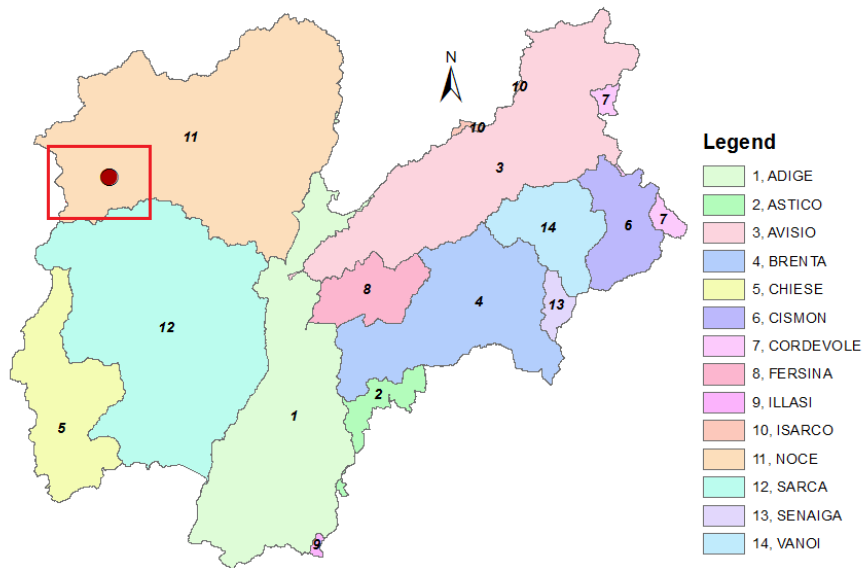 N
10
7
11
10
3
7
6
14
8
4
13
12
2
1
5
9
Legend
1, ADIGE
2, ASTICO
3, AVISIO
4, BRENTA
5, CHIESE
6, CISMON
7, CORDEVOLE
8, FERSINA
9, ILLASI
10, ISARCO
11, NOCE
12, SARCA
13, SENAIGA
14, VANOI